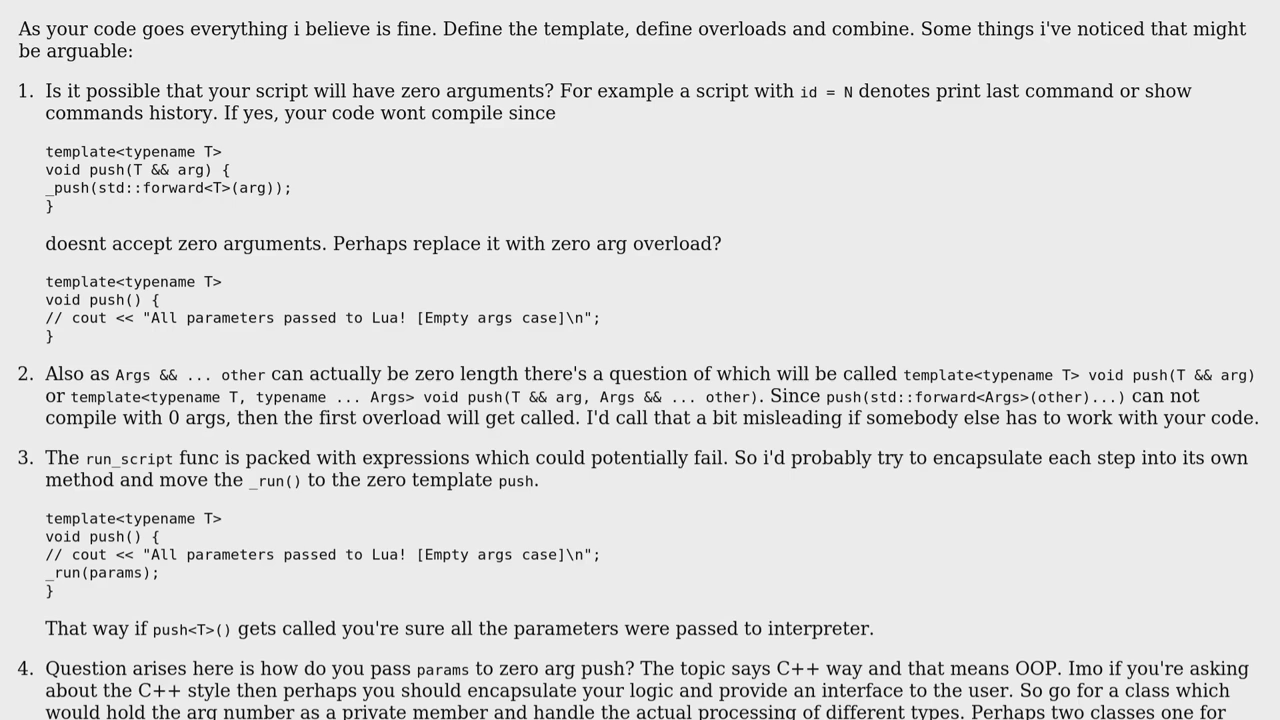 As your code goes everything i believe is fine. Define the template, define overloads and combine. Some things i've noticed that might
be arguable:
1. Is it possible that your script will have zero arguments? For example a script with id = N denotes print last command or show
commands history. If yes, your code wont compile since
template<typename T>
void push(T && arg) {
_push(std::forward<T>(arg));
}
doesnt accept zero arguments. Perhaps replace it with zero arg overload?
template<typename T>
void push() {
// cout << "All parameters passed to Lua! [Empty args case]\n";
}
2. Also as Args && ... other can actually be zero length there's a question of which will be called template<typename T> void push(T && arg)
or template<typename T, typename ... Args> void push(T && arg, Args && ... other). Since push(std::forward<Args>(other)...) can not
compile with 0 args, then the first overload will get called. I'd call that a bit misleading if somebody else has to work with your code.
3. The run_script func is packed with expressions which could potentially fail. So i'd probably try to encapsulate each step into its own
method and move the _run() to the zero template push.
template<typename T>
void push() {
// cout << "All parameters passed to Lua! [Empty args case]\n";
_run(params);
}
That way if push<T>() gets called you're sure all the parameters were passed to interpreter.
4. Question arises here is how do you pass params to zero arg push? The topic says C++ way and that means OOP. Imo if you're asking
about the C++ style then perhaps you should encapsulate your logic and provide an interface to the user. So go for a class which
would hold the arg number as a private member and handle the actual processing of different types. Perhaps two classes one for